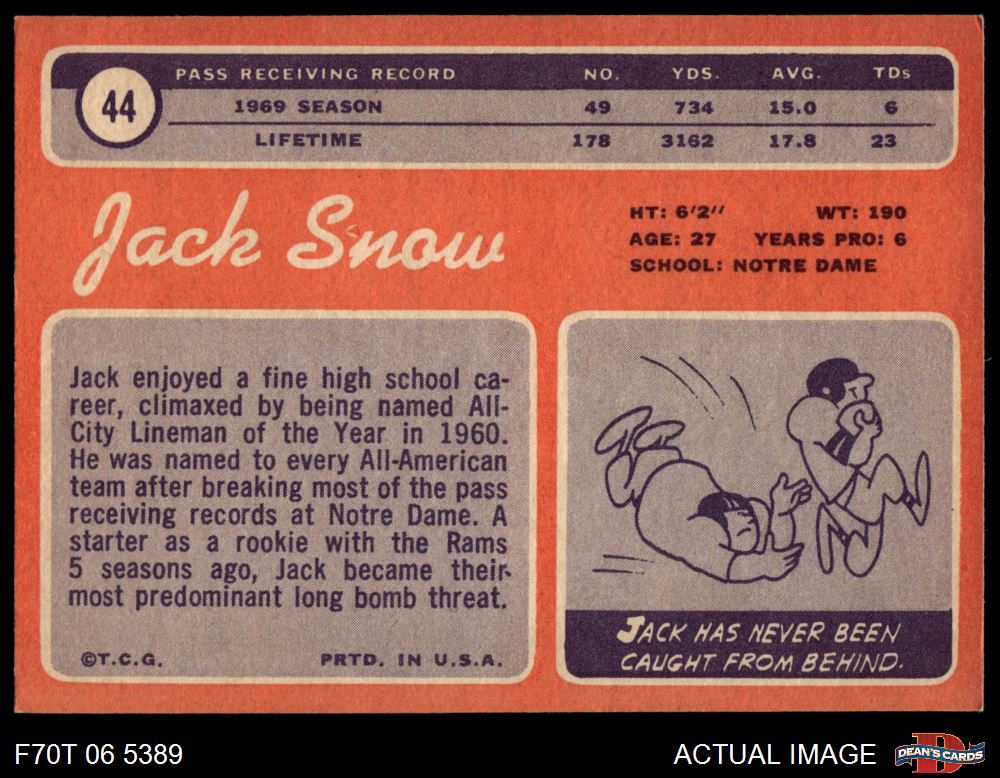 44
PASS RECEIVING RECORD NO. YDS. AVG. TDs
1969 SEASON 49 734 15.0 6
LIFETIME 178 3162 17.8 23
Jack Snow
HT: 6'2" WT: 190
AGE: 27 YEARS PRO: 6
SCHOOL: NOTRE DAME
Jack enjoyed a fine high school ca-
reer, climaxed by being named All-
City Lineman of the Year in 1960.
He was named to every All-American
team after breaking most of the pass
receiving records at Notre Dame. A
starter as a rookie with the Rams
5 seasons ago, Jack became their
most predominant long bomb threat.
©T.C.G. PRTD. IN U.S.A.
JACK HAS NEVER BEEN
CAUGHT FROM BEHIND.
F70T 06 5389 ACTUAL IMAGE
D
DEAN'S CARDS